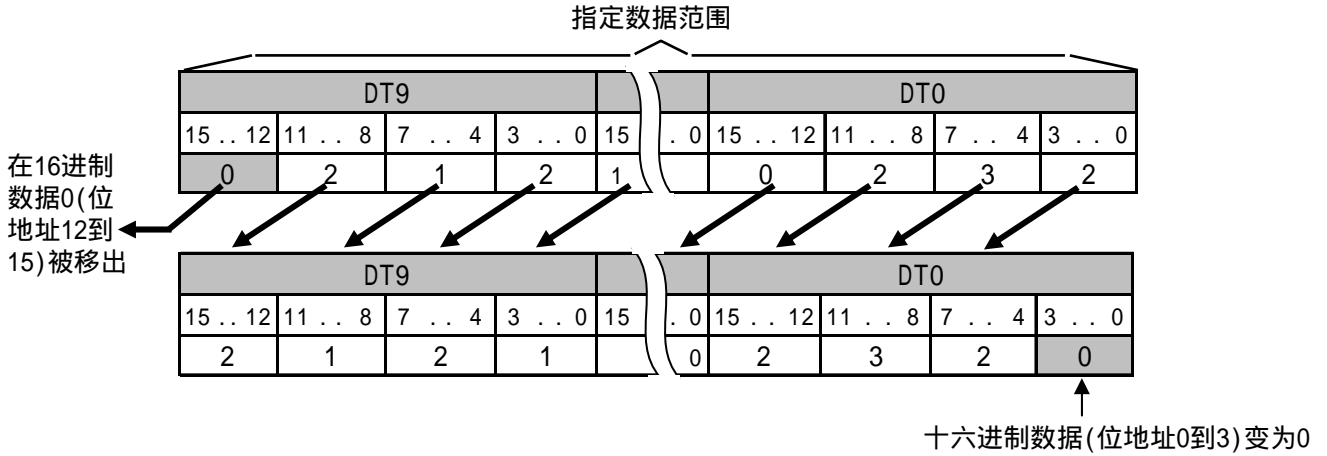 指定数据范围
DT9 DT0
15 .. 12 11 .. 8 7 .. 4 3 .. 0 15 . 0 15 .. 12 11 .. 8 7 .. 4 3 .. 0
0 2 1 2 1 0 2 3 2
在16进制
数据0(位
地址12到
15)被移出
DT9 DT0
15 .. 12 11 .. 8 7 .. 4 3 .. 0 15 . 0 15 .. 12 11 .. 8 7 .. 4 3 .. 0
2 1 2 1 0 2 3 2 0
十六进制数据(位地址0到3)变为0